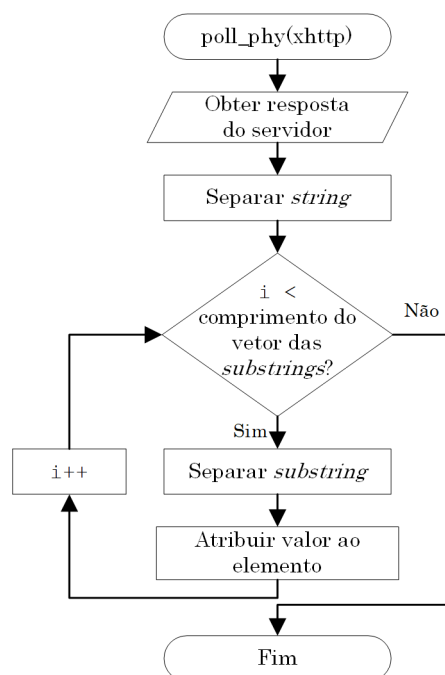 poll_phy(xhttp)
Obter resposta
do servidor
Separar string
i <
comprimento do
vetor das
substrings?
Não
Sim
Separar substring
i++
Atribuir valor ao
elemento
Fim